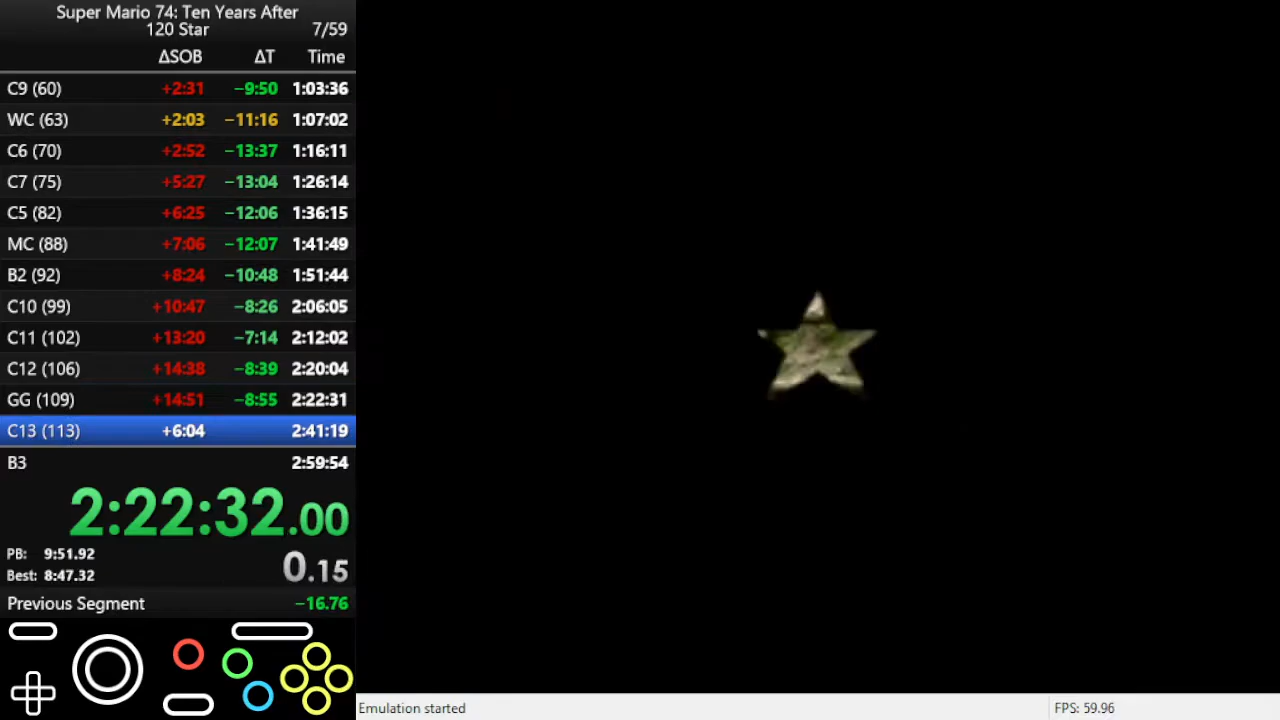 Super Mario 74: Ten Years After
120 Star 7/59
ΔSOB ΔT Time
C9 (60) +2:31 −9:50 1:03:36
WC (63) +2:03 −11:16 1:07:02
C6 (70) +2:52 −13:37 1:16:11
C7 (75) +5:27 −13:04 1:26:14
C5 (82) +6:25 −12:06 1:36:15
MC (88) +7:06 −12:07 1:41:49
B2 (92) +8:24 −10:48 1:51:44
C10 (99) +10:47 −8:26 2:06:05
C11 (102) +13:20 −7:14 2:12:02
C12 (106) +14:38 −8:39 2:20:04
GG (109) +14:51 −8:55 2:22:31
C13 (113) +6:04 2:41:19
B3 2:59:54
2:22:32.00
PB: 9:51.92
Best: 8:47.32
0.15
Previous Segment −16.76
Emulation started FPS: 59.96